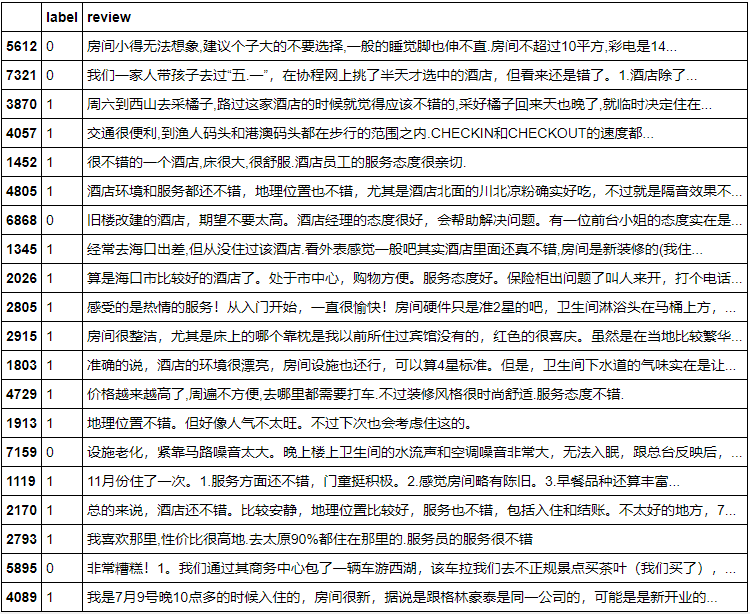 label review
5612 0 房间小得无法想象,建议个子大的不要选择,一般的睡觉脚也伸不直.房间不超过10平方,彩电是14...
7321 0 我们一家人带孩子去过“五.一”，在协程网上挑了半天才选中的酒店，但看来还是错了。1.酒店除了...
3870 1 周六到西山去采橘子,路过这家酒店的时候就觉得应该不错的,采好橘子回来天也晚了,就临时决定住在...
4057 1 交通很便利,到渔人码头和港澳码头都在步行的范围之内.CHECKIN和CHECKOUT的速度都...
1452 1 很不错的一个酒店,床很大,很舒服.酒店员工的服务态度很亲切.
4805 1 酒店环境和服务都还不错，地理位置也不错，尤其是酒店北面的川北凉粉确实好吃，不过就是隔音效果不...
6868 0 旧楼改建的酒店，期望不要太高。酒店经理的态度很好，会帮助解决问题。有一位前台小姐的态度实在是...
1345 1 经常去海口出差,但从没住过该酒店.看外表感觉一般吧其实酒店里面还真不错,房间是新装修的(我住...
2026 1 算是海口市比较好的酒店了。处于市中心，购物方便。服务态度好。保险柜出问题了叫人来开，打个电话...
2805 1 感受的是热情的服务！从入门开始，一直很愉快！房间硬件只是准2星的吧，卫生间淋浴头在马桶上方，...
2915 1 房间很整洁，尤其是床上的哪个靠枕是我以前所住过宾馆没有的，红色的很喜庆。虽然是在当地比较繁华...
1803 1 准确的说，酒店的环境很漂亮，房间设施也还行，可以算4星标准。但是，卫生间下水道的气味实在是让...
4729 1 价格越来越高了,周遍不方便,去哪里都需要打车.不过装修风格很时尚舒适.服务态度不错.
1913 1 地理位置不错。但好像人气不太旺。不过下次也会考虑住这的。
7159 0 设施老化，紧靠马路噪音太大。晚上楼上卫生间的水流声和空调噪音非常大，无法入眠，跟总台反映后，...
1119 1 11月份住了一次。1.服务方面还不错，门童挺积极。2.感觉房间略有陈旧。3.早餐品种还算丰富...
2170 1 总的来说，酒店还不错。比较安静，地理位置比较好，服务也不错，包括入住和结账。不太好的地方，7...
2793 1 我喜欢那里,性价比很高地.去太原90%都住在那里的.服务员的服务很不错
5895 0 非常糟糕！1。我们通过其商务中心包了一辆车游西湖，该车拉我们去不正规景点买茶叶（我们买了），...
4089 1 我是7月9号晚10点多的时候入住的，房间很新，据说是跟格林豪泰是同一公司的，可能是是新开业的...